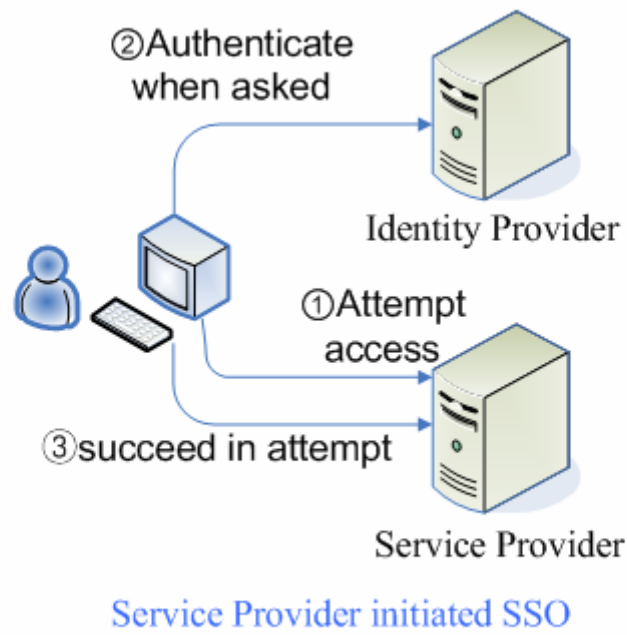 ②Authenticate
when asked
Identity Provider
①Attempt
access
③succeed in attempt
Service Provider
Service Provider initiated SSO